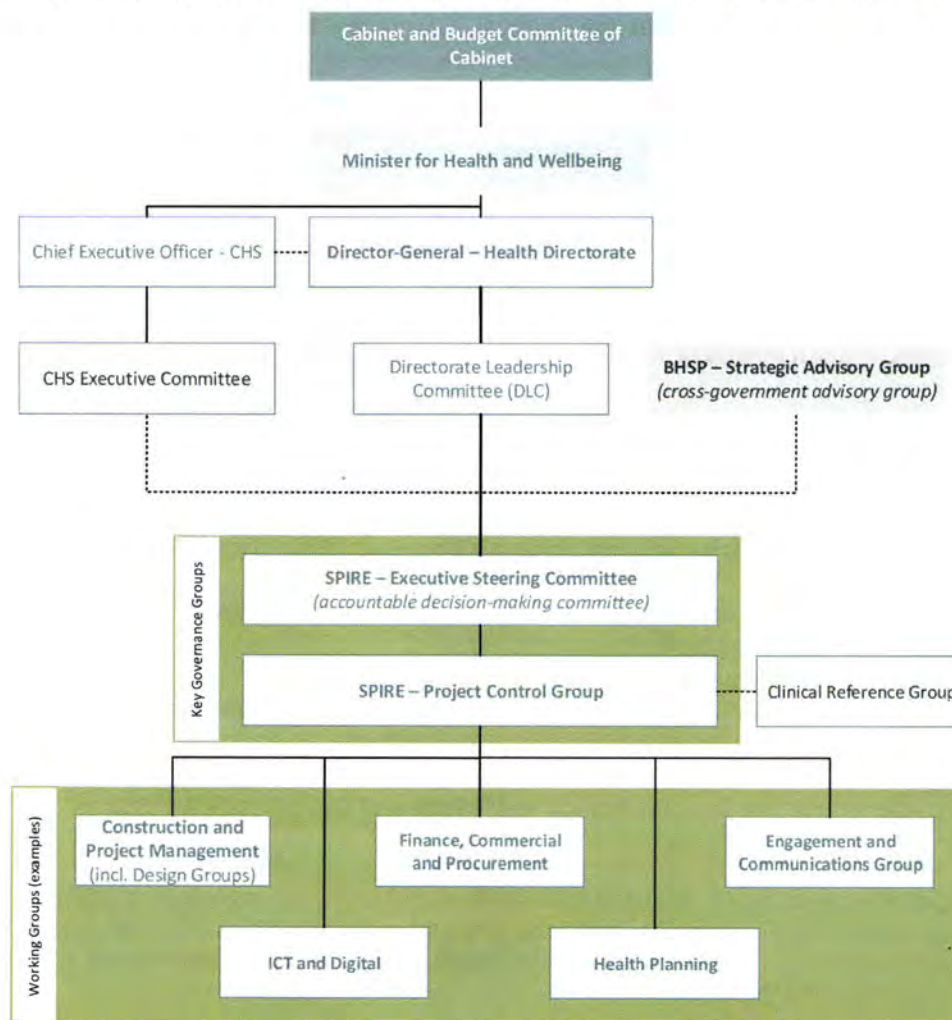 Cabinet and Budget Committee of
Cabinet
Minister for Health and Wellbeing
Chief Executive Officer - CHS
Director-General – Health Directorate
CHS Executive Committee
Directorate Leadership
Committee (DLC)
BHSP – Strategic Advisory Group
(cross-government advisory group)
Key Governance Groups
SPIRE – Executive Steering Committee
(accountable decision-making committee)
SPIRE – Project Control Group
Clinical Reference Group
Working Groups (examples)
Construction and
Project Management
(incl. Design Groups)
Finance, Commercial
and Procurement
Engagement and
Communications Group
ICT and Digital
Health Planning